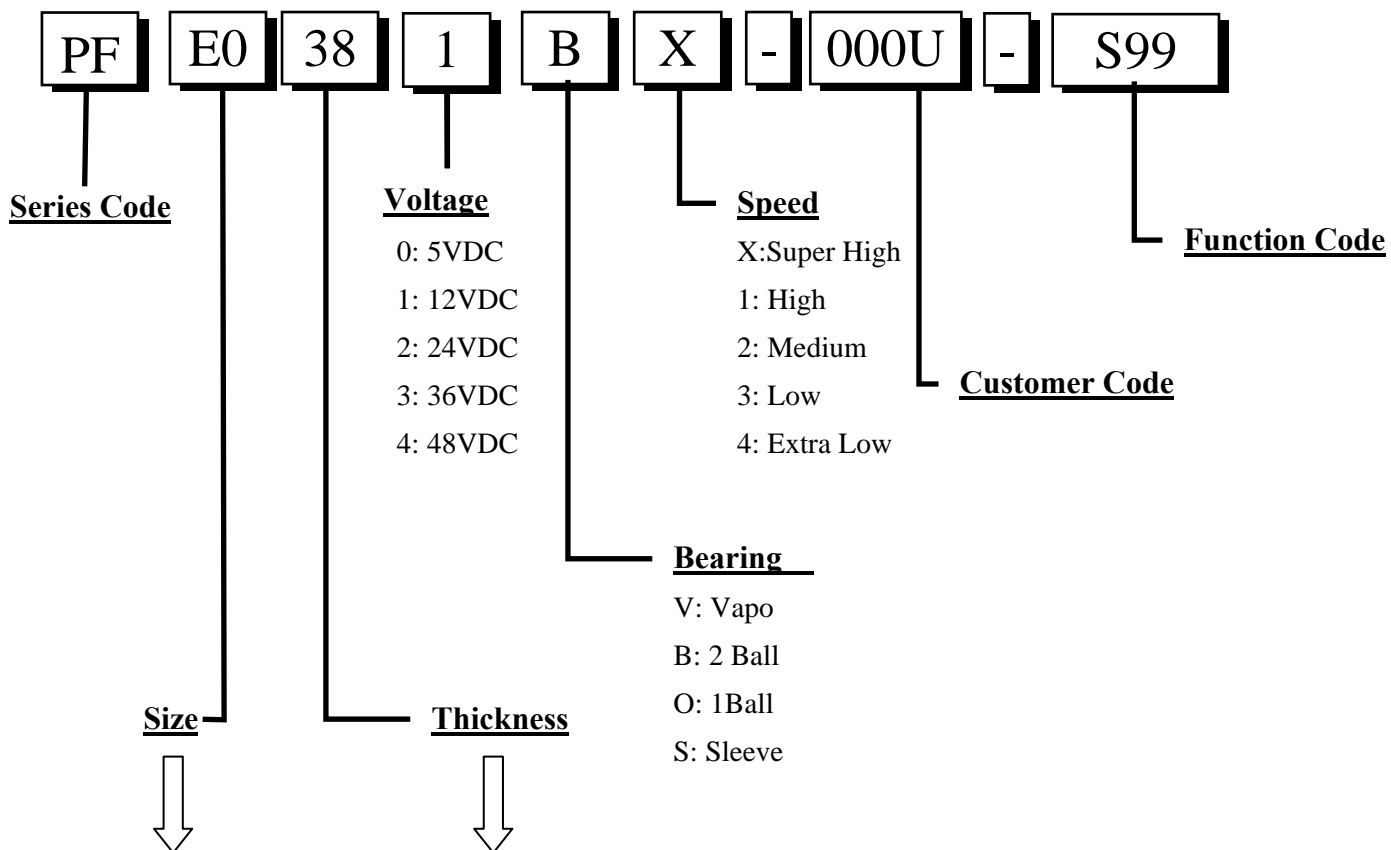 PF E0 38 1 B X - 000U - S99
Series Code
Voltage
0: 5VDC
1: 12VDC
2: 24VDC
3: 36VDC
4: 48VDC
Speed
X:Super High
1: High
2: Medium
3: Low
4: Extra Low
Function Code
Customer Code
Bearing
V: Vapo
B: 2 Ball
O: 1Ball
S: Sleeve
Size
Thickness